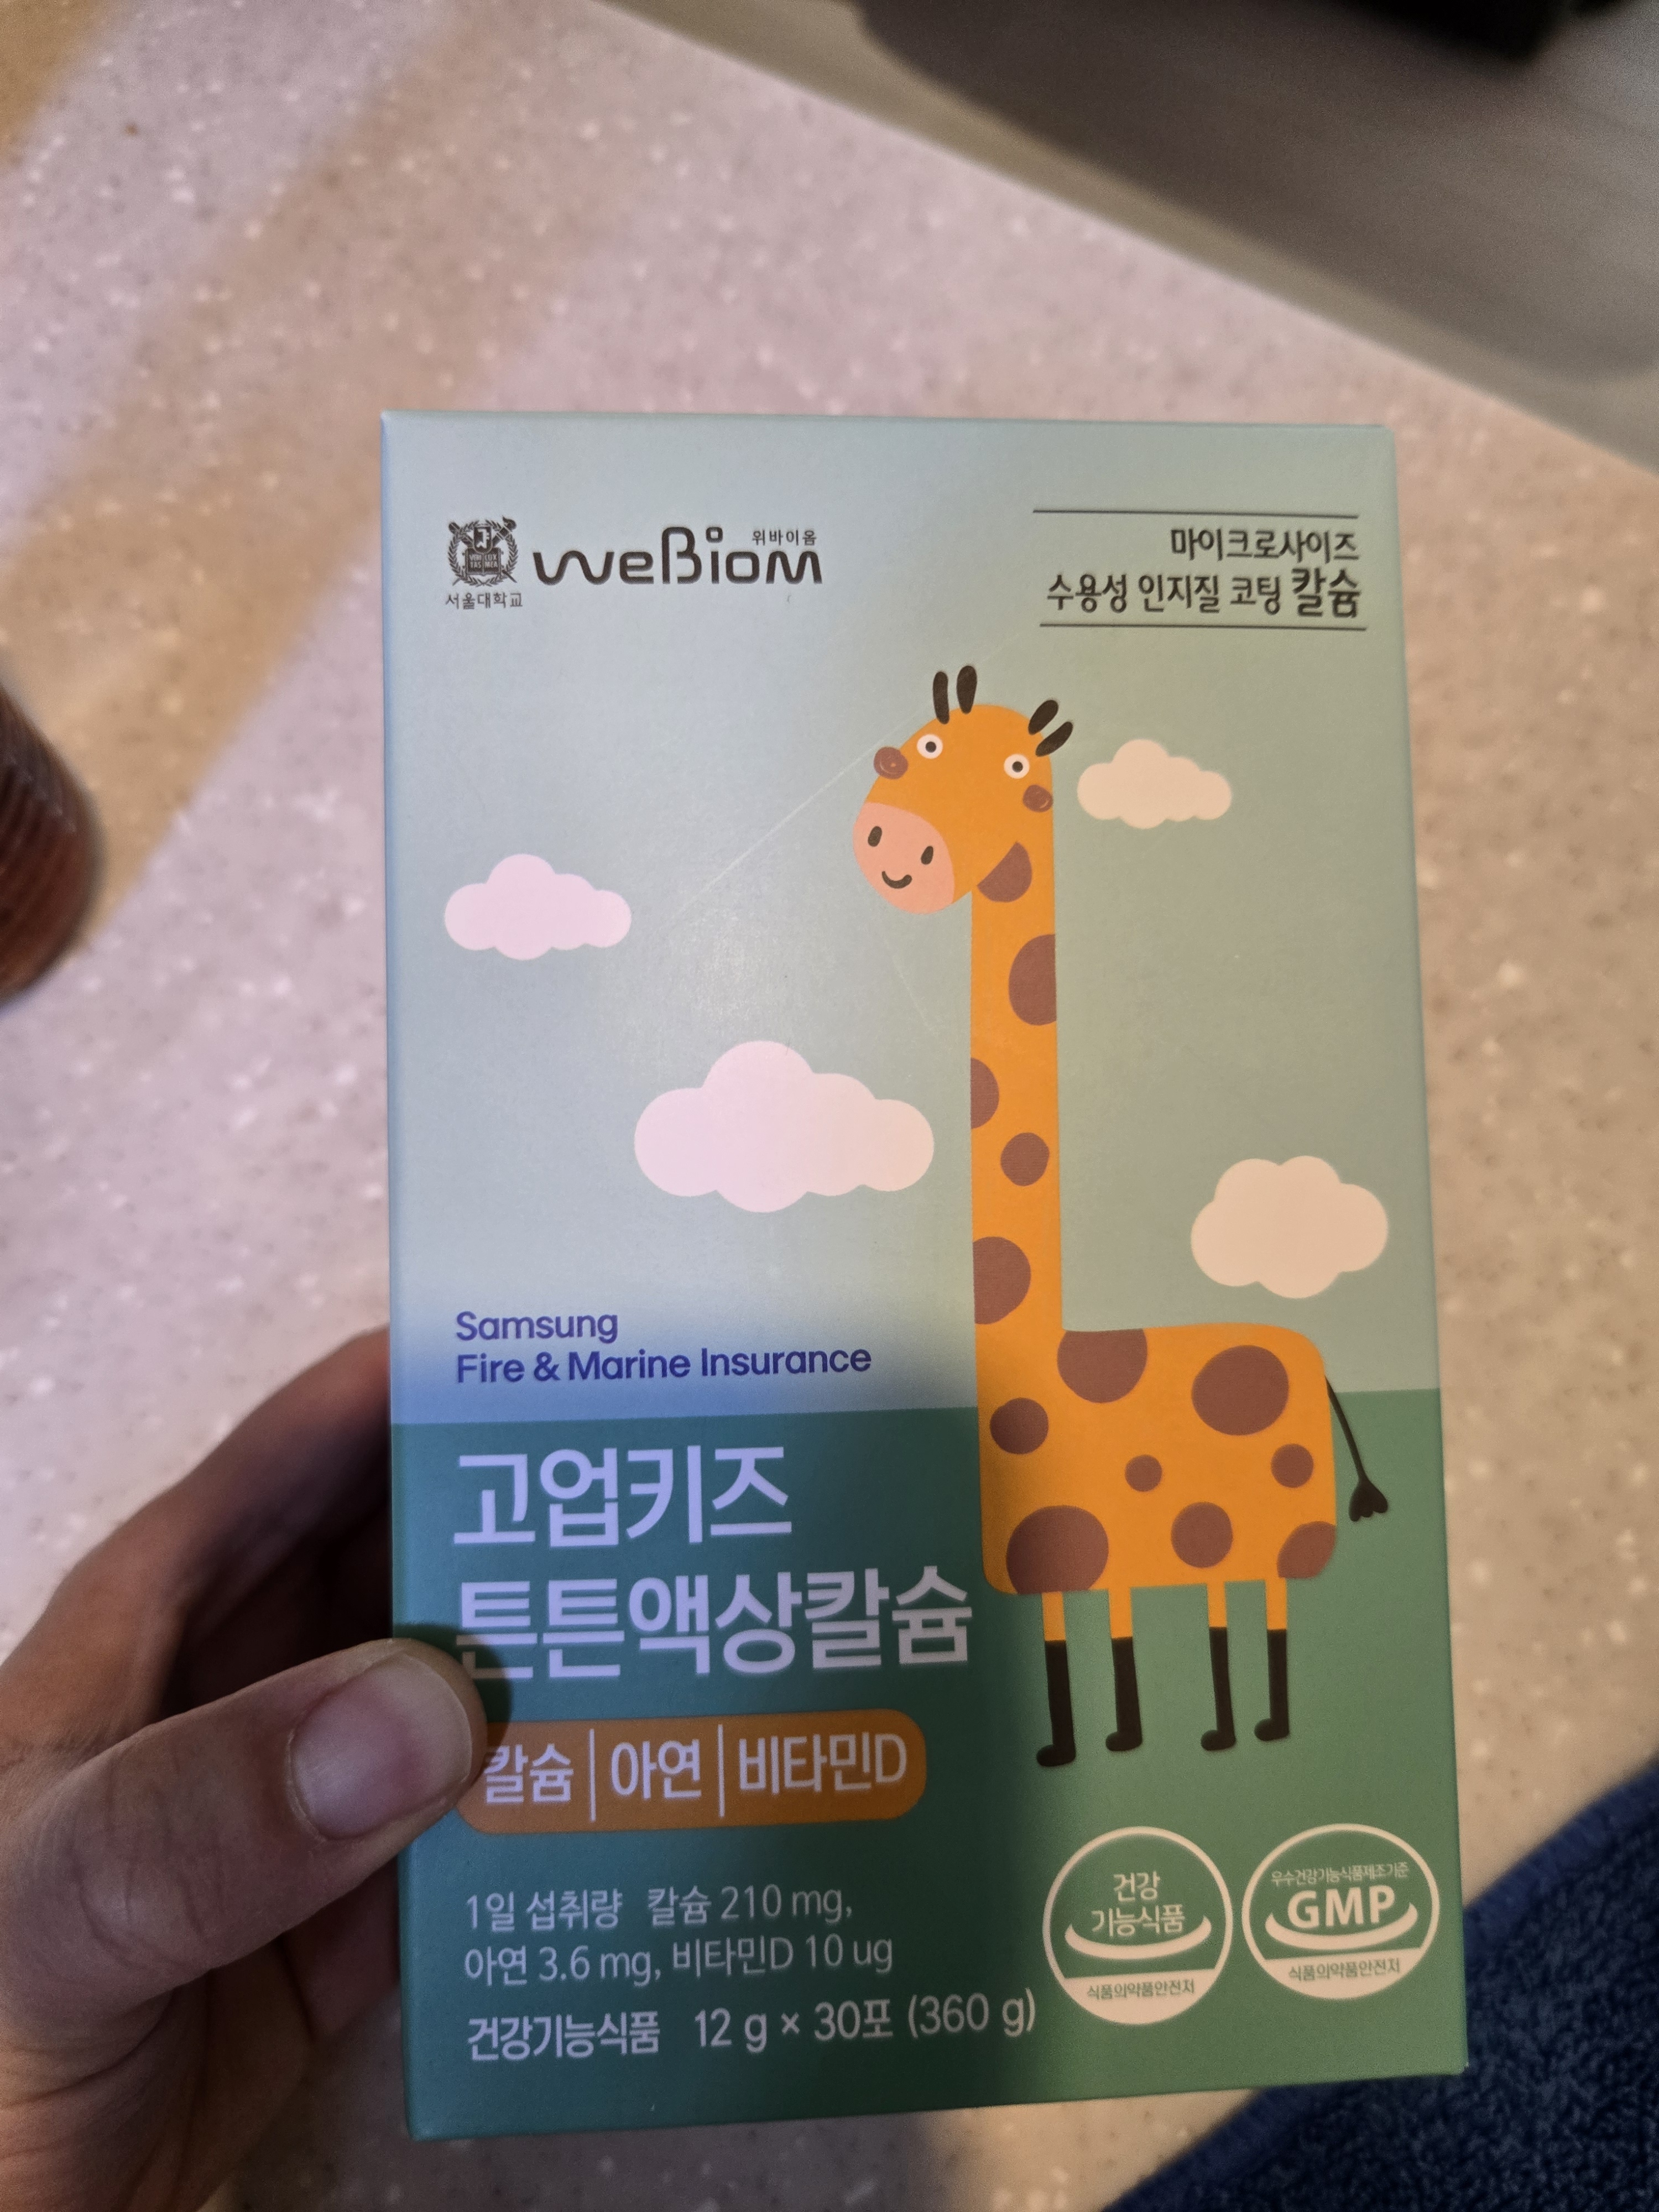 서울대학교
weBiom
위바이옴
마이크로사이즈
수용성 인지질 코팅 칼슘
Samsung
Fire & Marine Insurance
고업키즈
튼튼액상칼슘
칼슘 | 아연 | 비타민D
1일 섭취량 칼슘 210 mg,
아연 3.6 mg, 비타민D 10 ug
건강기능식품 12 g × 30포 (360 g)
건강
기능식품
식품의약품안전처
우수건강기능식품제조기준
GMP
식품의약품안전처